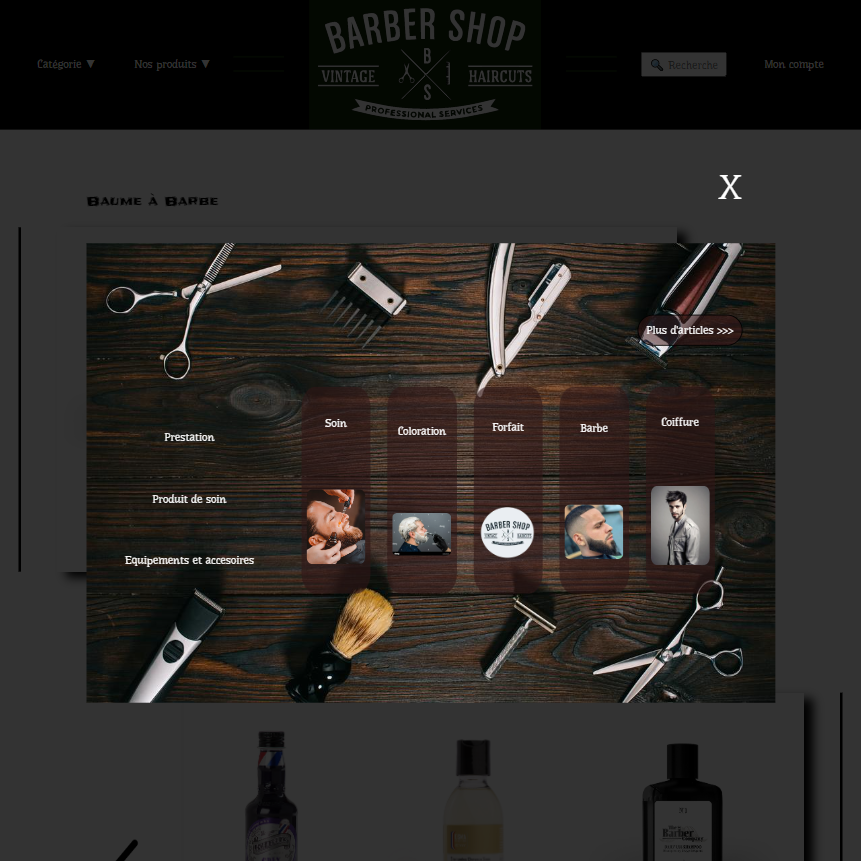 BARBER SHOP
Catégorie ▼
Nos produits ▼
VINTAGE
B
S
HAIRCUTS
PROFESSIONAL SERVICES
Recherche
Mon compte
X
Baume à Barbe
Plus d'articles >>>
Soin
Coloration
Forfait
Barbe
Coiffure
Prestation
Produit de soin
Equipements et accesoires
BARBER SHOP